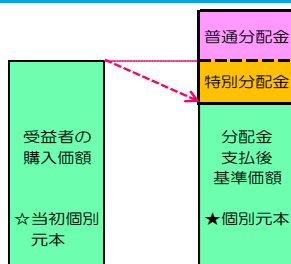 普通分配金
特別分配金
受益者の
購入価額
☆当初個別
元本
分配金
支払後
基準価額
★個別元本